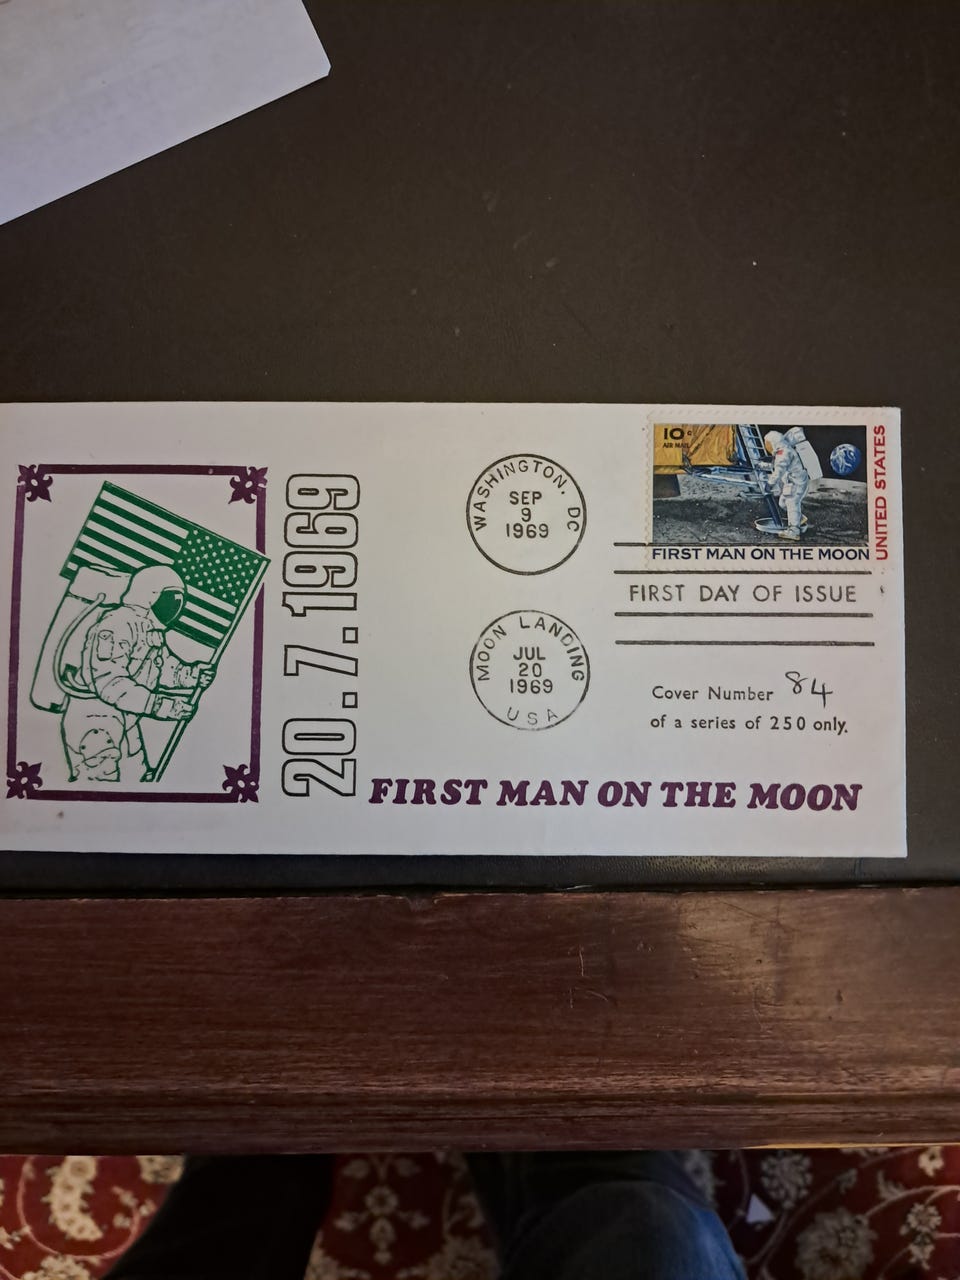 20.7.1969
WASHINGTON. DC
SEP
9
1969
MOON LANDING
JUL
20
1969
USA
10c
AIR MAIL
UNITED STATES
FIRST MAN ON THE MOON
FIRST DAY OF ISSUE
Cover Number 84
of a series of 250 only.
FIRST MAN ON THE MOON